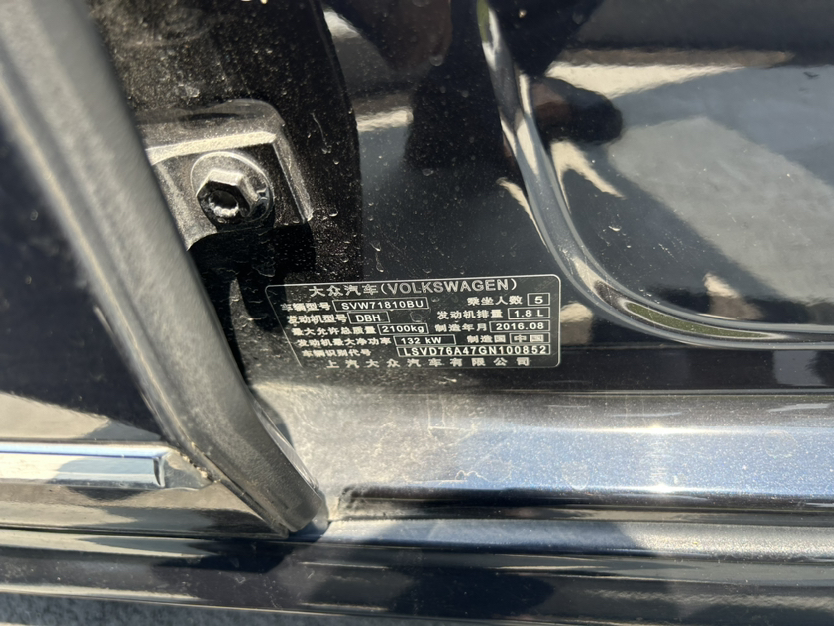 大众汽车(VOLKSWAGEN)
车辆型号 SVW71810BU 乘坐人数 5
发动机型号 DBH 发动机排量 1.8 L
最大允许总质量 2100kg 制造年月 2016.08
发动机最大净功率 132 kW 制造国 中国
车辆识别代号 LSVD76A47GN100852
上汽大众汽车有限公司